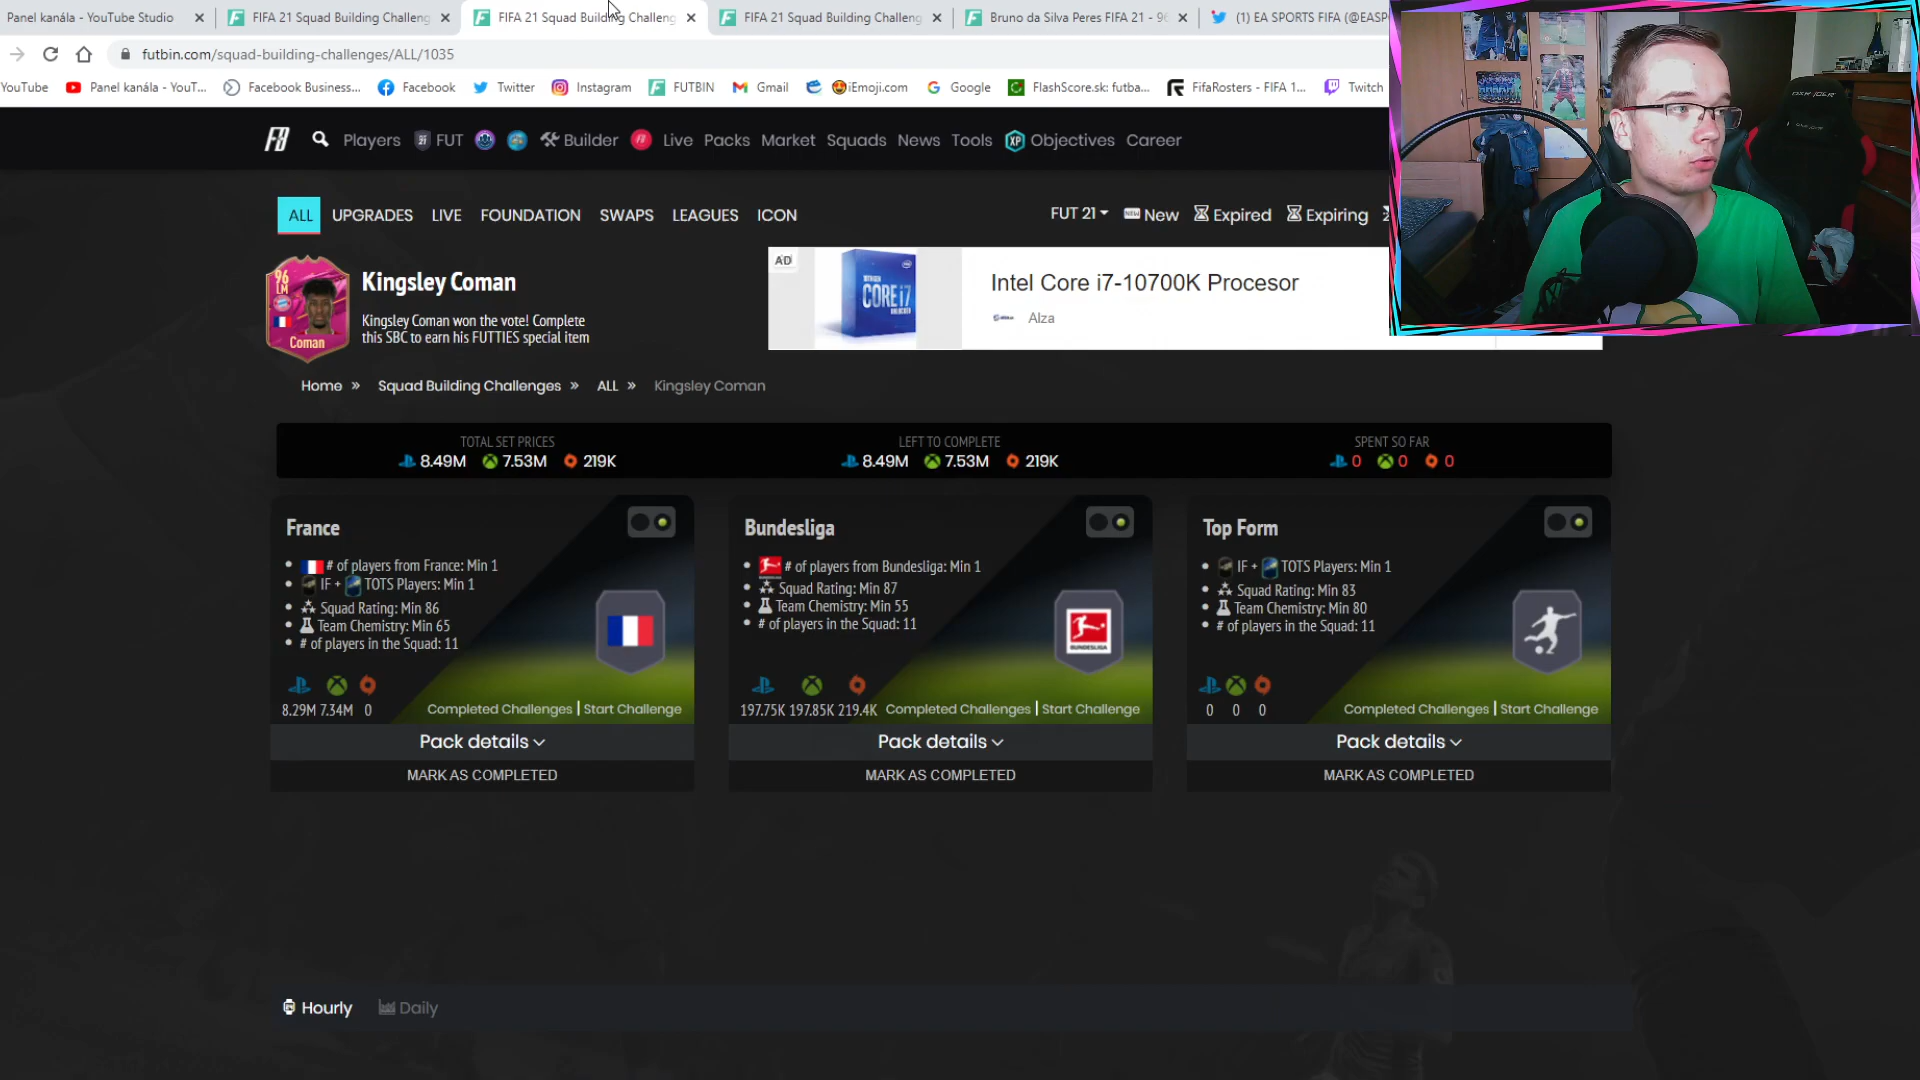 Panel kanála - YouTube Studio
FIFA 21 Squad Building Challeng
FIFA 21 Squad Building Challeng
FIFA 21 Squad Building Challeng
Bruno da Silva Peres FIFA 21 - 96
(1) EA SPORTS FIFA (@EASP
futbin.com/squad-building-challenges/ALL/1035
YouTube
Panel kanála - YouT...
Facebook Business...
Facebook
Twitter
Instagram
FUTBIN
Gmail
iEmoji.com
Google
FlashScore.sk: futba...
FifaRosters - FIFA 1...
Twitch
Players
FUT
Builder
Live
Packs
Market
Squads
News
Tools
XP
Objectives
Career
ALL
UPGRADES
LIVE
FOUNDATION
SWAPS
LEAGUES
ICON
FUT 21
NEW New
Expired
Expiring
96
LM
Coman
Kingsley Coman
Kingsley Coman won the vote! Complete
this SBC to earn his FUTTIES special item
AD
CORE i7
Intel Core i7-10700K Procesor
Alza
Home »
Squad Building Challenges »
ALL »
Kingsley Coman
TOTAL SET PRICES
8.49M 7.53M 219K
LEFT TO COMPLETE
8.49M 7.53M 219K
SPENT SO FAR
0 0 0
France
# of players from France: Min 1
IF + TOTS Players: Min 1
Squad Rating: Min 86
Team Chemistry: Min 65
# of players in the Squad: 11
8.29M 7.34M 0
Completed Challenges | Start Challenge
Pack details
MARK AS COMPLETED
Bundesliga
# of players from Bundesliga: Min 1
Squad Rating: Min 87
Team Chemistry: Min 55
# of players in the Squad: 11
BUNDESLIGA
197.75K 197.85K 219.4K
Completed Challenges | Start Challenge
Pack details
MARK AS COMPLETED
Top Form
IF + TOTS Players: Min 1
Squad Rating: Min 83
Team Chemistry: Min 80
# of players in the Squad: 11
0 0 0
Completed Challenges | Start Challenge
Pack details
MARK AS COMPLETED
Hourly
Daily